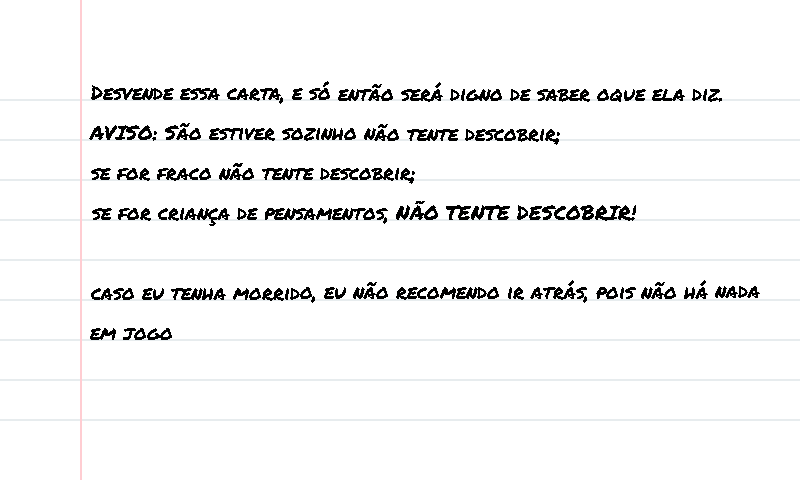 Desvende essa carta, e só então será digno de saber oque ela diz.
AVISO: São estiver sozinho não tente descobrir;
se for fraco não tente descobrir;
se for criança de pensamentos, NÃO TENTE DESCOBRIR!
caso eu tenha morrido, eu não recomendo ir atrás, pois não há nada
em jogo